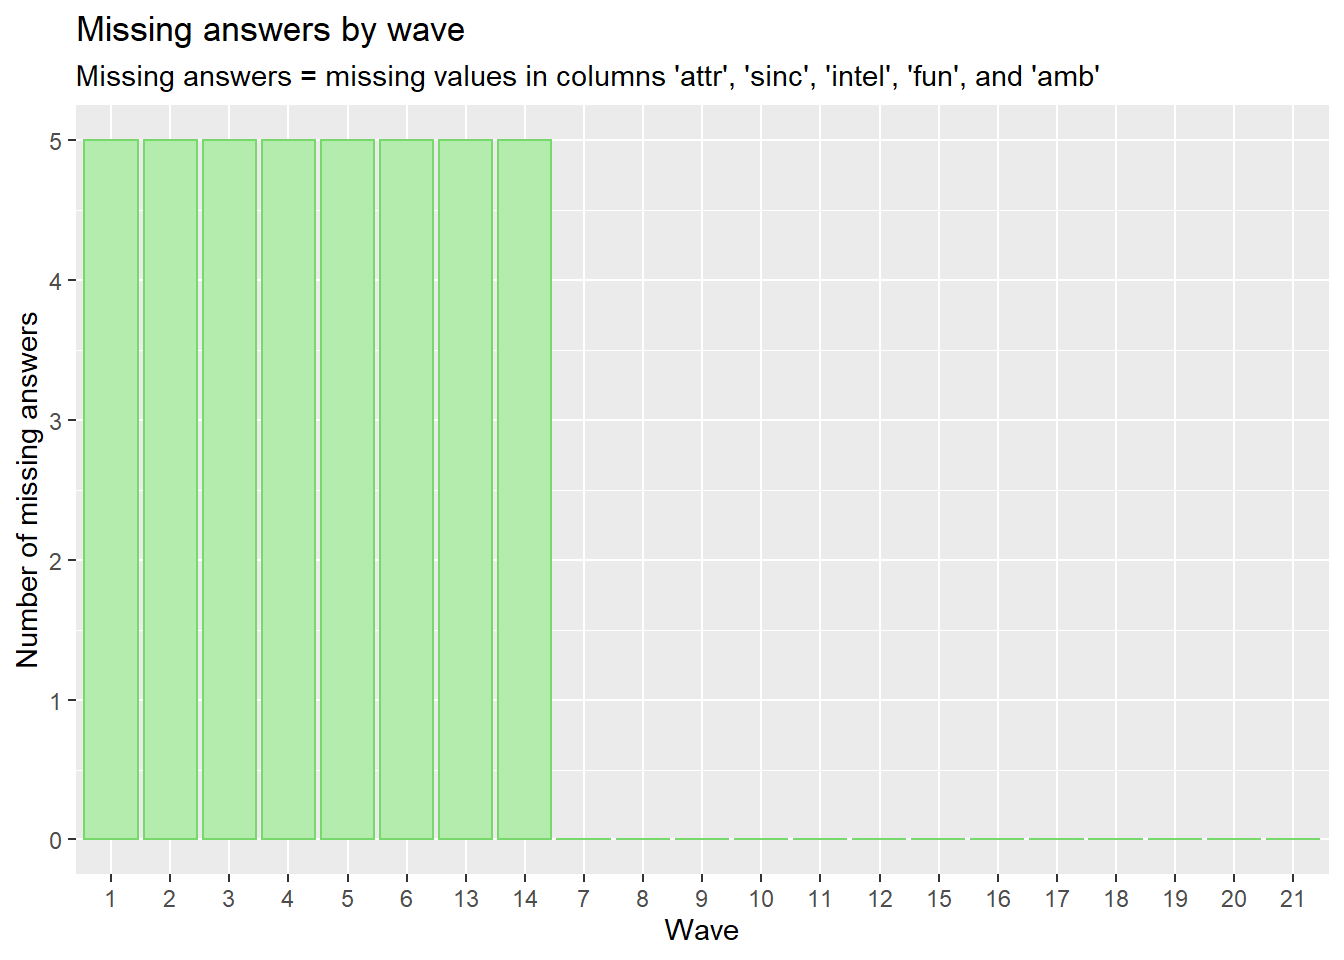 Missing answers by wave
Missing answers = missing values in columns 'attr', 'sinc', 'intel', 'fun', and 'amb'
Number of missing answers
5
4
3
2
1
0
1 2 3 4 5 6 13 14 7 8 9 10 11 12 15 16 17 18 19 20 21
Wave